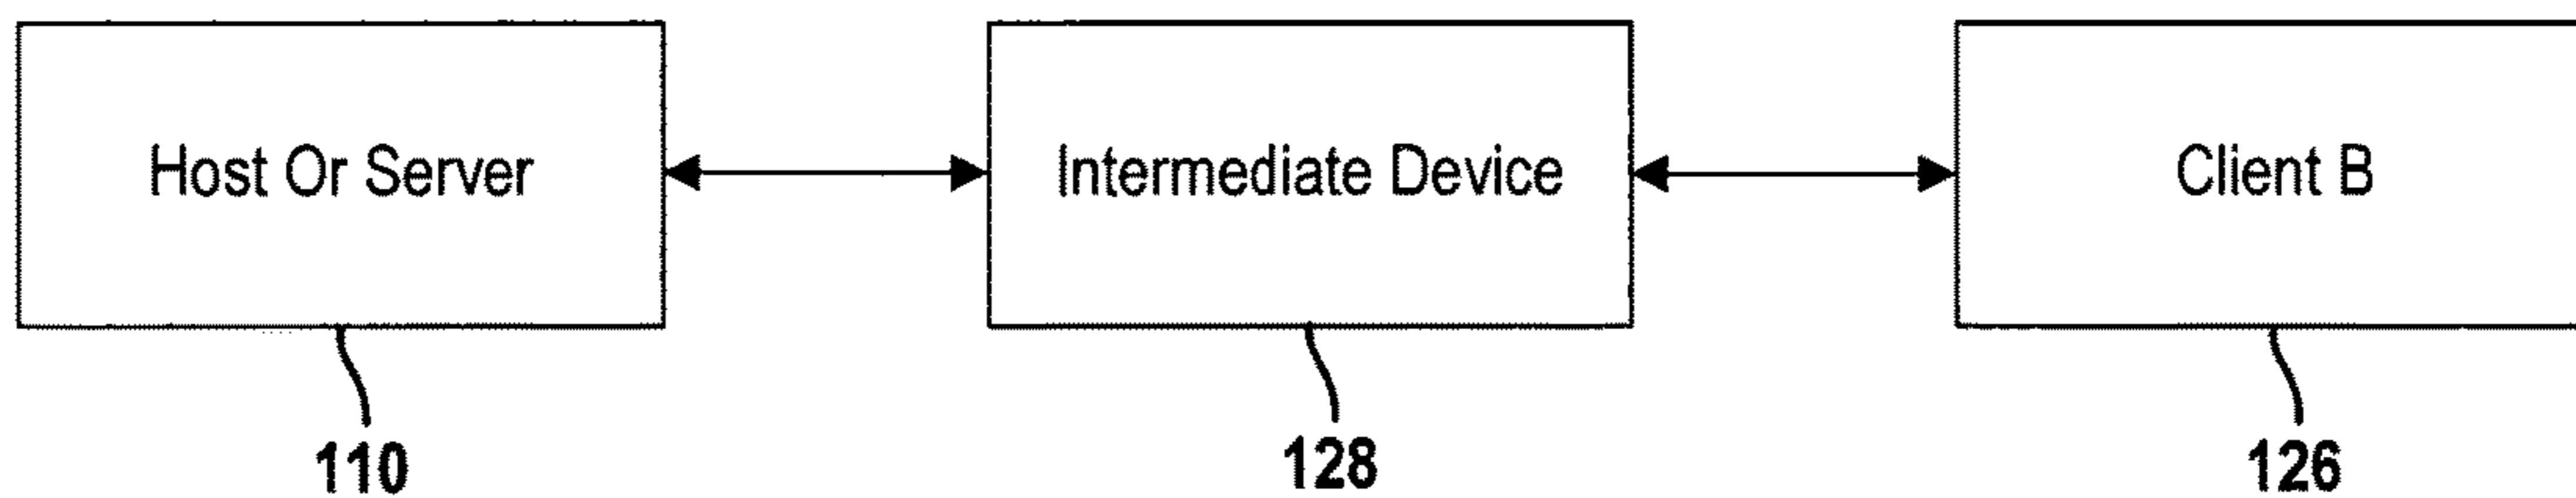 Host Or Server
Intermediate Device
Client B
110
128
126